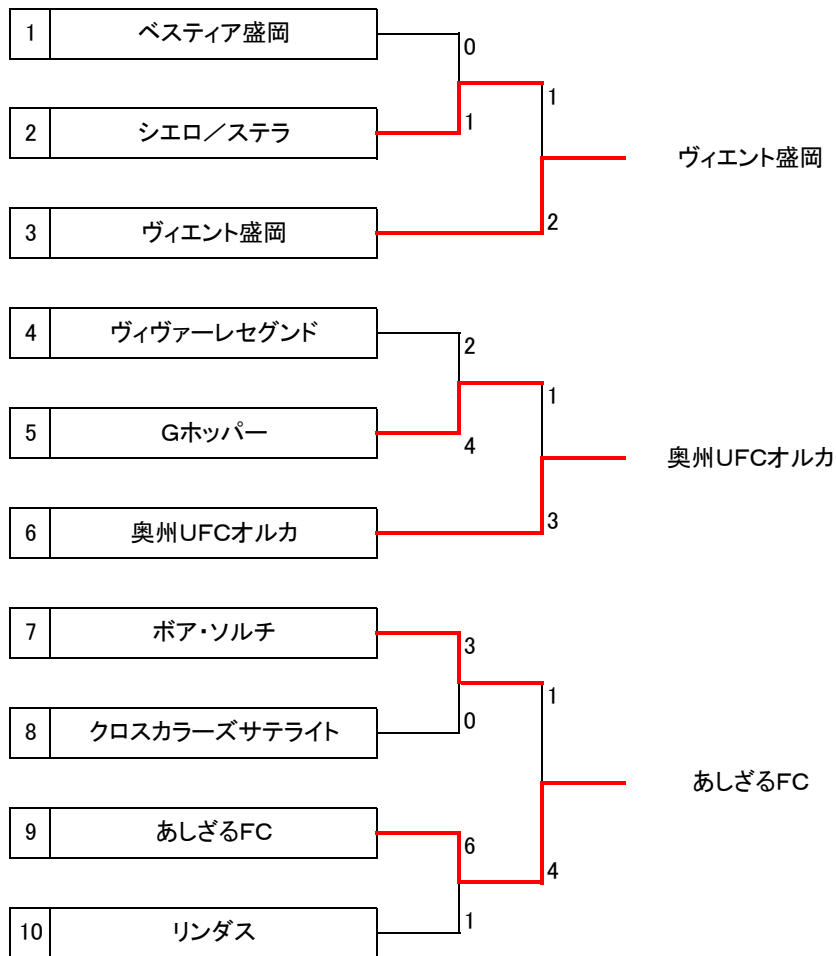 1 ベスティア盛岡
0
1
2 シエロ／ステラ
1
ヴィエント盛岡
3 ヴィエント盛岡
2
4 ヴィヴァーレセグンド
2
1
5 Gホッパー
4
奥州UFCオルカ
6 奥州UFCオルカ
3
7 ボア・ソルチ
3
1
8 クロスカラーズサテライト
0
あしざるFC
9 あしざるFC
6
4
10 リンダス
1